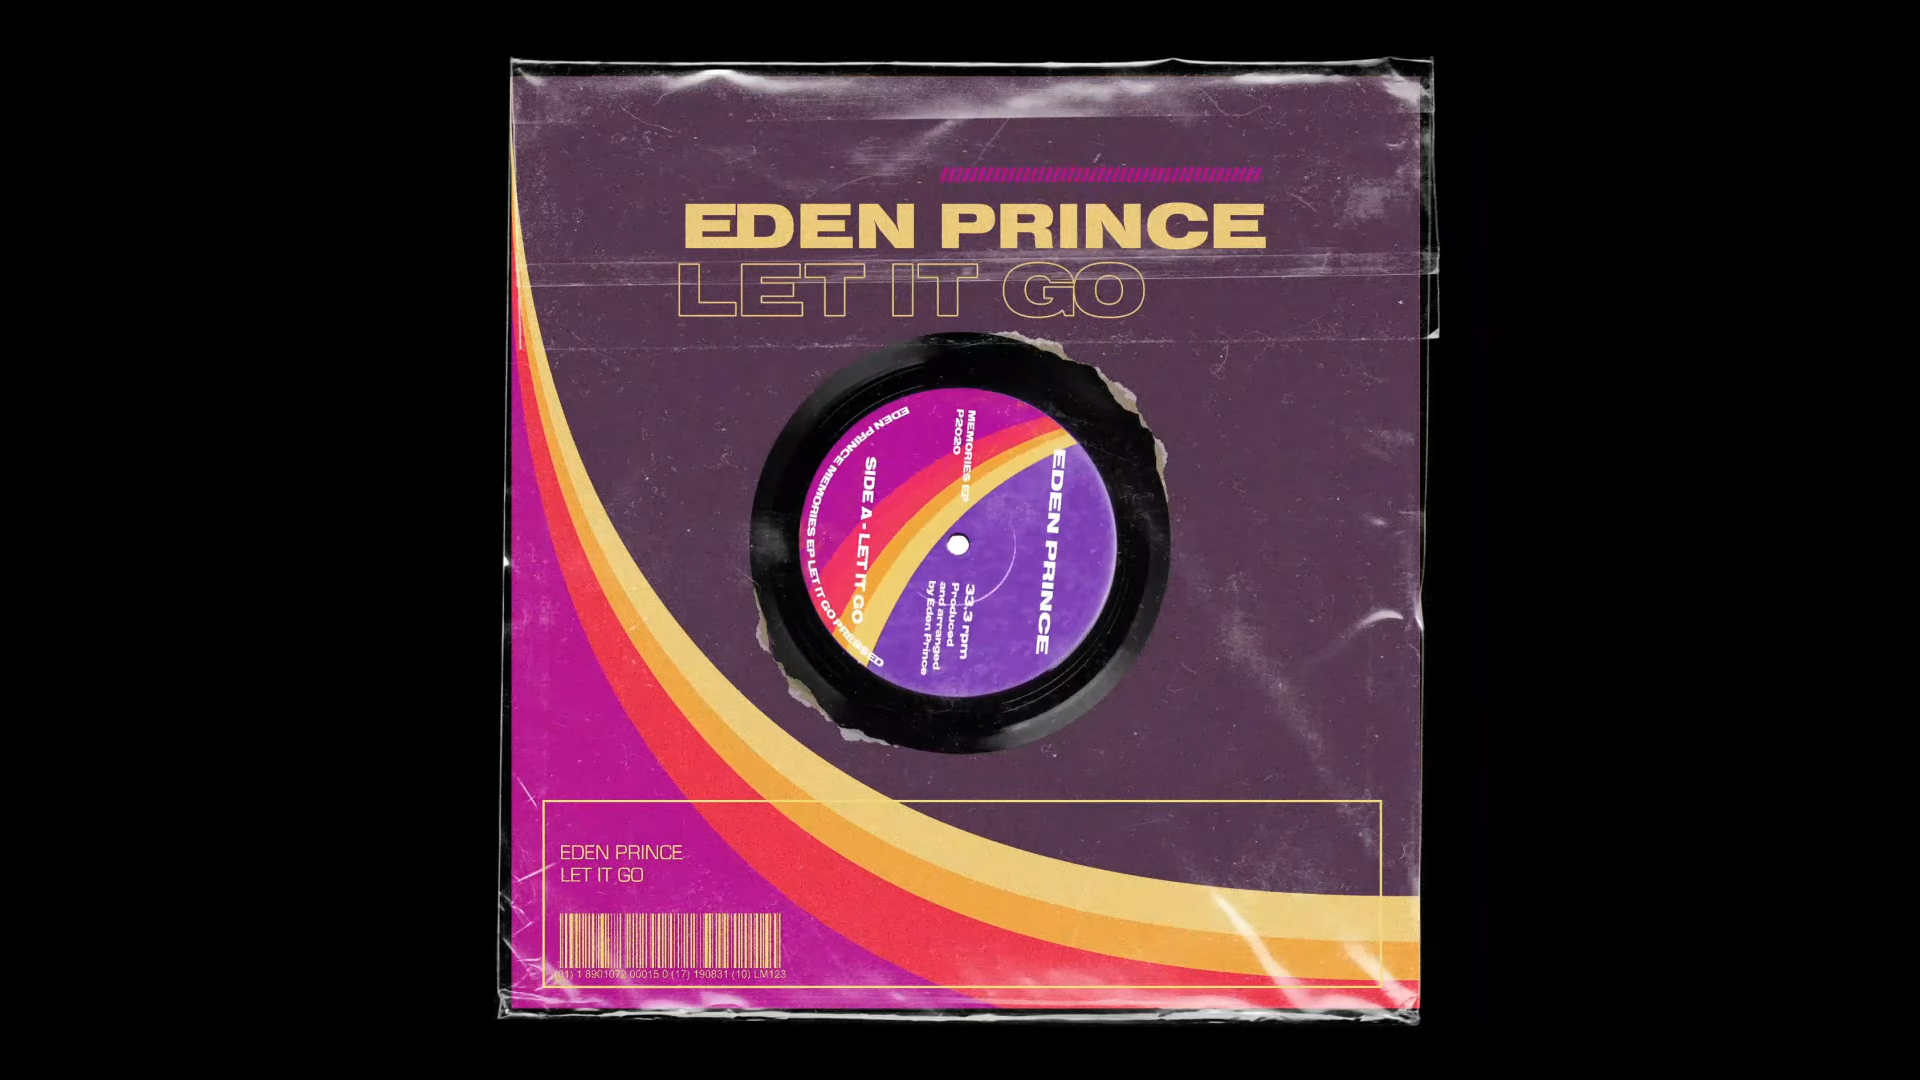 EDEN PRINCE
LET IT GO
EDEN PRINCE MEMORIES EP LET IT GO PRESSED
SIDE A - LET IT GO
MEMORIES EP
P2020
EDEN PRINCE
33.3 rpm
Produced
and arranged
by Eden Prince
EDEN PRINCE
LET IT GO
(01) 1 8901072 00015 0 (17) 190831 (10) LM123